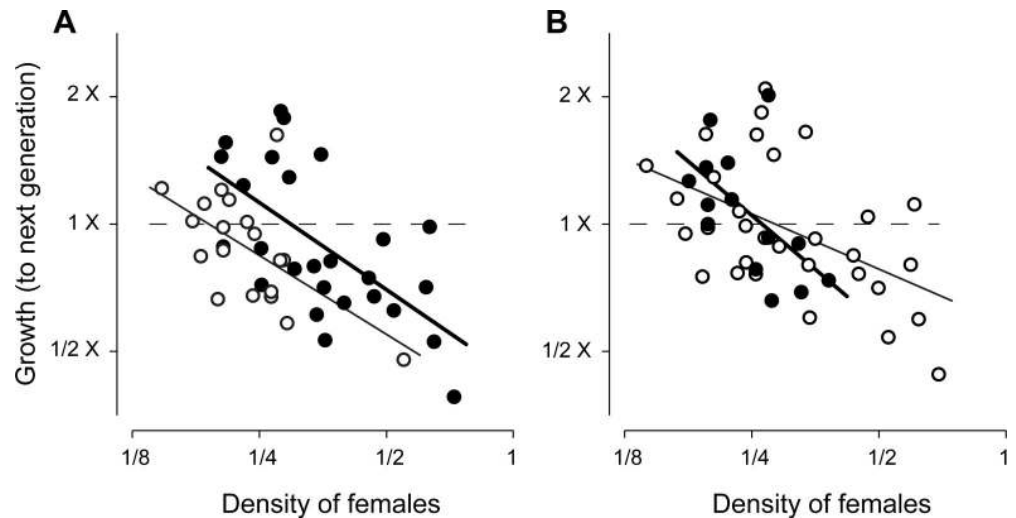 A
B
Growth (to next generation)
2 X
1 X
1/2 X
2 X
1 X
1/2 X
1/8
1/4
1/2
1
1/8
1/4
1/2
1
Density of females
Density of females